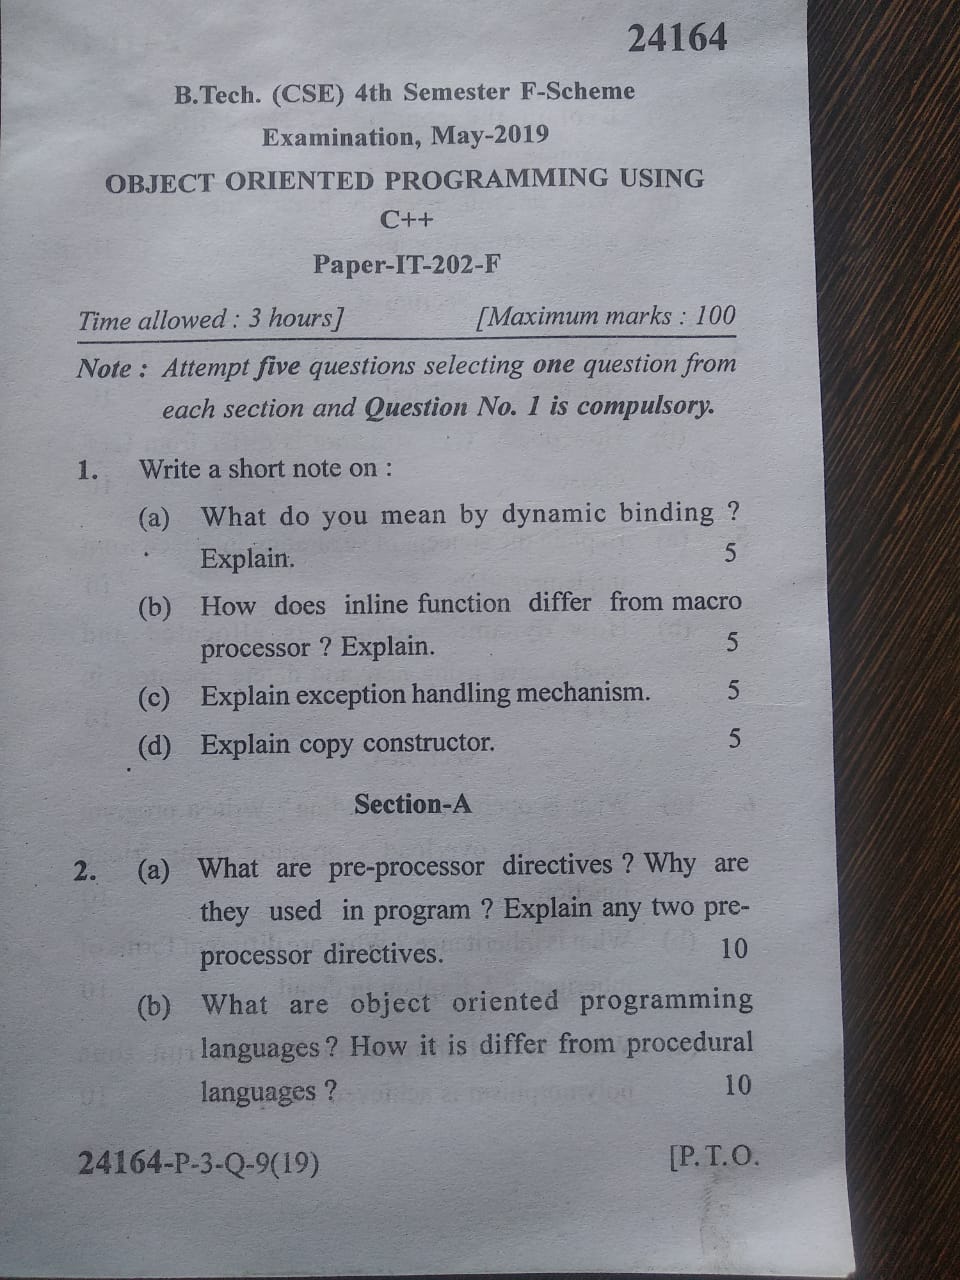 24164
B.Tech. (CSE) 4th Semester F-Scheme
Examination, May-2019
OBJECT ORIENTED PROGRAMMING USING
C++
Paper-IT-202-F
Time allowed : 3 hours] [Maximum marks : 100
Note : Attempt five questions selecting one question from
each section and Question No. 1 is compulsory.
1. Write a short note on :
(a) What do you mean by dynamic binding ?
Explain. 5
(b) How does inline function differ from macro
processor ? Explain. 5
(c) Explain exception handling mechanism. 5
(d) Explain copy constructor. 5
Section-A
2. (a) What are pre-processor directives ? Why are
they used in program ? Explain any two pre-
processor directives. 10
(b) What are object oriented programming
languages ? How it is differ from procedural
languages ? 10
24164-P-3-Q-9(19) [P.T.O.